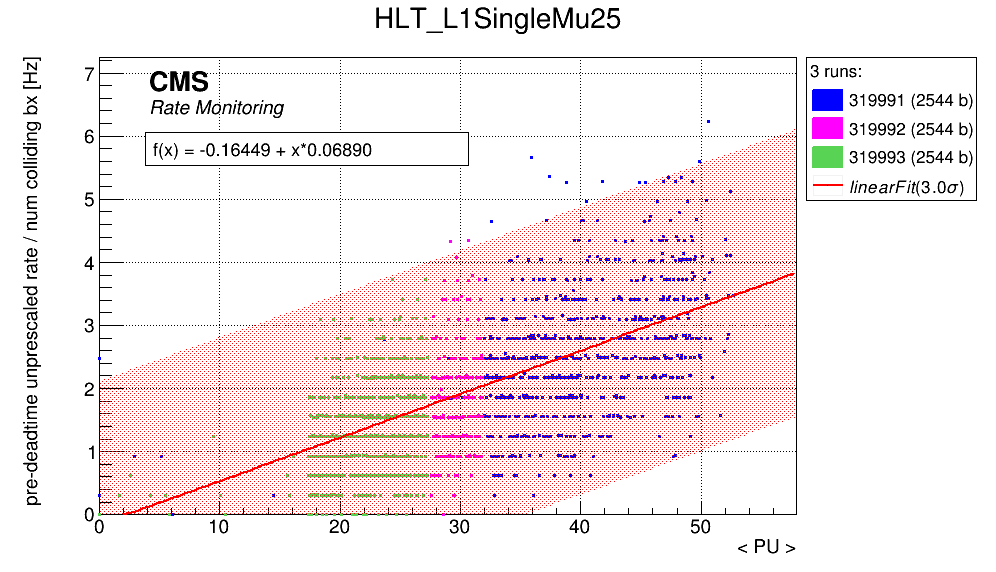 HLT_L1SingleMu25
pre-deadtime unprescaled rate / num colliding bx [Hz]
7
6
5
4
3
2
1
0
CMS
Rate Monitoring
f(x) = -0.16449 + x*0.06890
0 10 20 30 40 50
< PU >
3 runs:
319991 (2544 b)
319992 (2544 b)
319993 (2544 b)
linearFit(3.0σ)